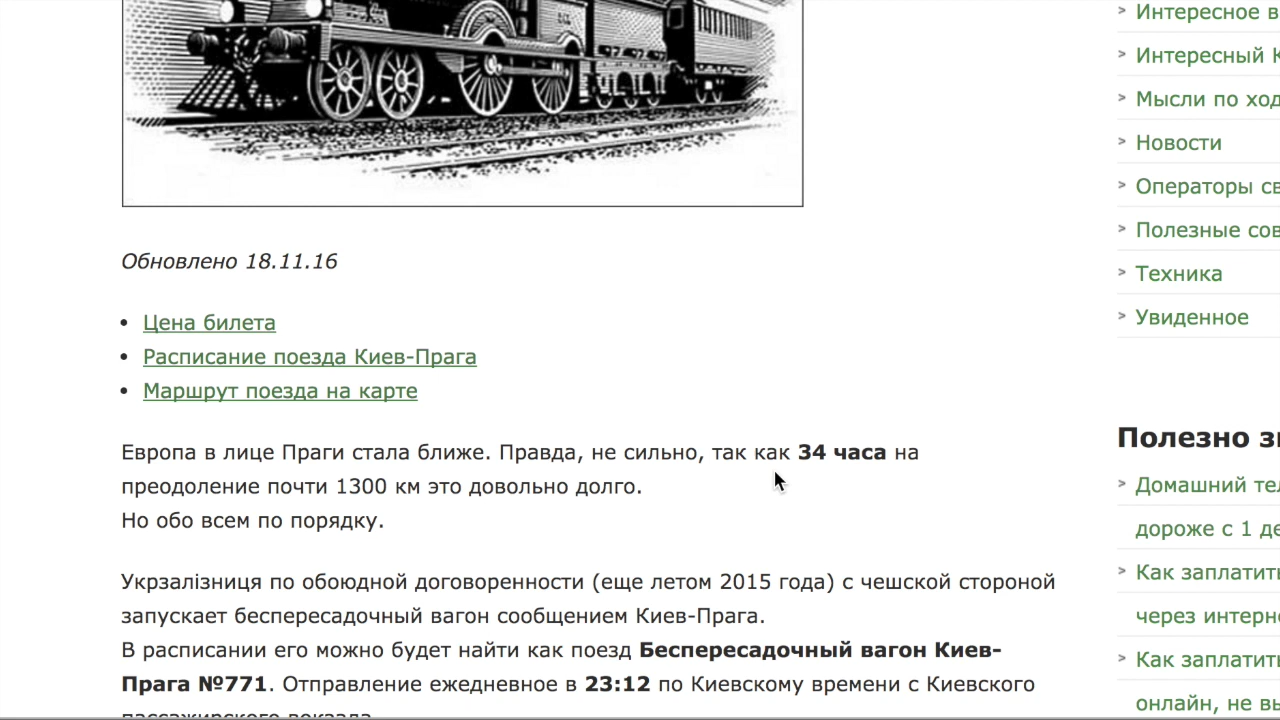 Обновлено 18.11.16
Цена билета
Расписание поезда Киев-Прага
Маршрут поезда на карте
Европа в лице Праги стала ближе. Правда, не сильно, так как 34 часа на
преодоление почти 1300 км это довольно долго.
Но обо всем по порядку.
Укрзалізниця по обоюдной договоренности (еще летом 2015 года) с чешской стороной
запускает беспересадочный вагон сообщением Киев-Прага.
В расписании его можно будет найти как поезд Беспересадочный вагон Киев-
Прага №771. Отправление ежедневное в 23:12 по Киевскому времени с Киевского
пассажирского вокзала.
Интересное в
Интересный К
Мысли по ход
Новости
Операторы св
Полезные сов
Техника
Увиденное
Полезно з
Домашний тел
дороже с 1 де
Как заплатить
через интерн
Как заплатить
онлайн, не вы